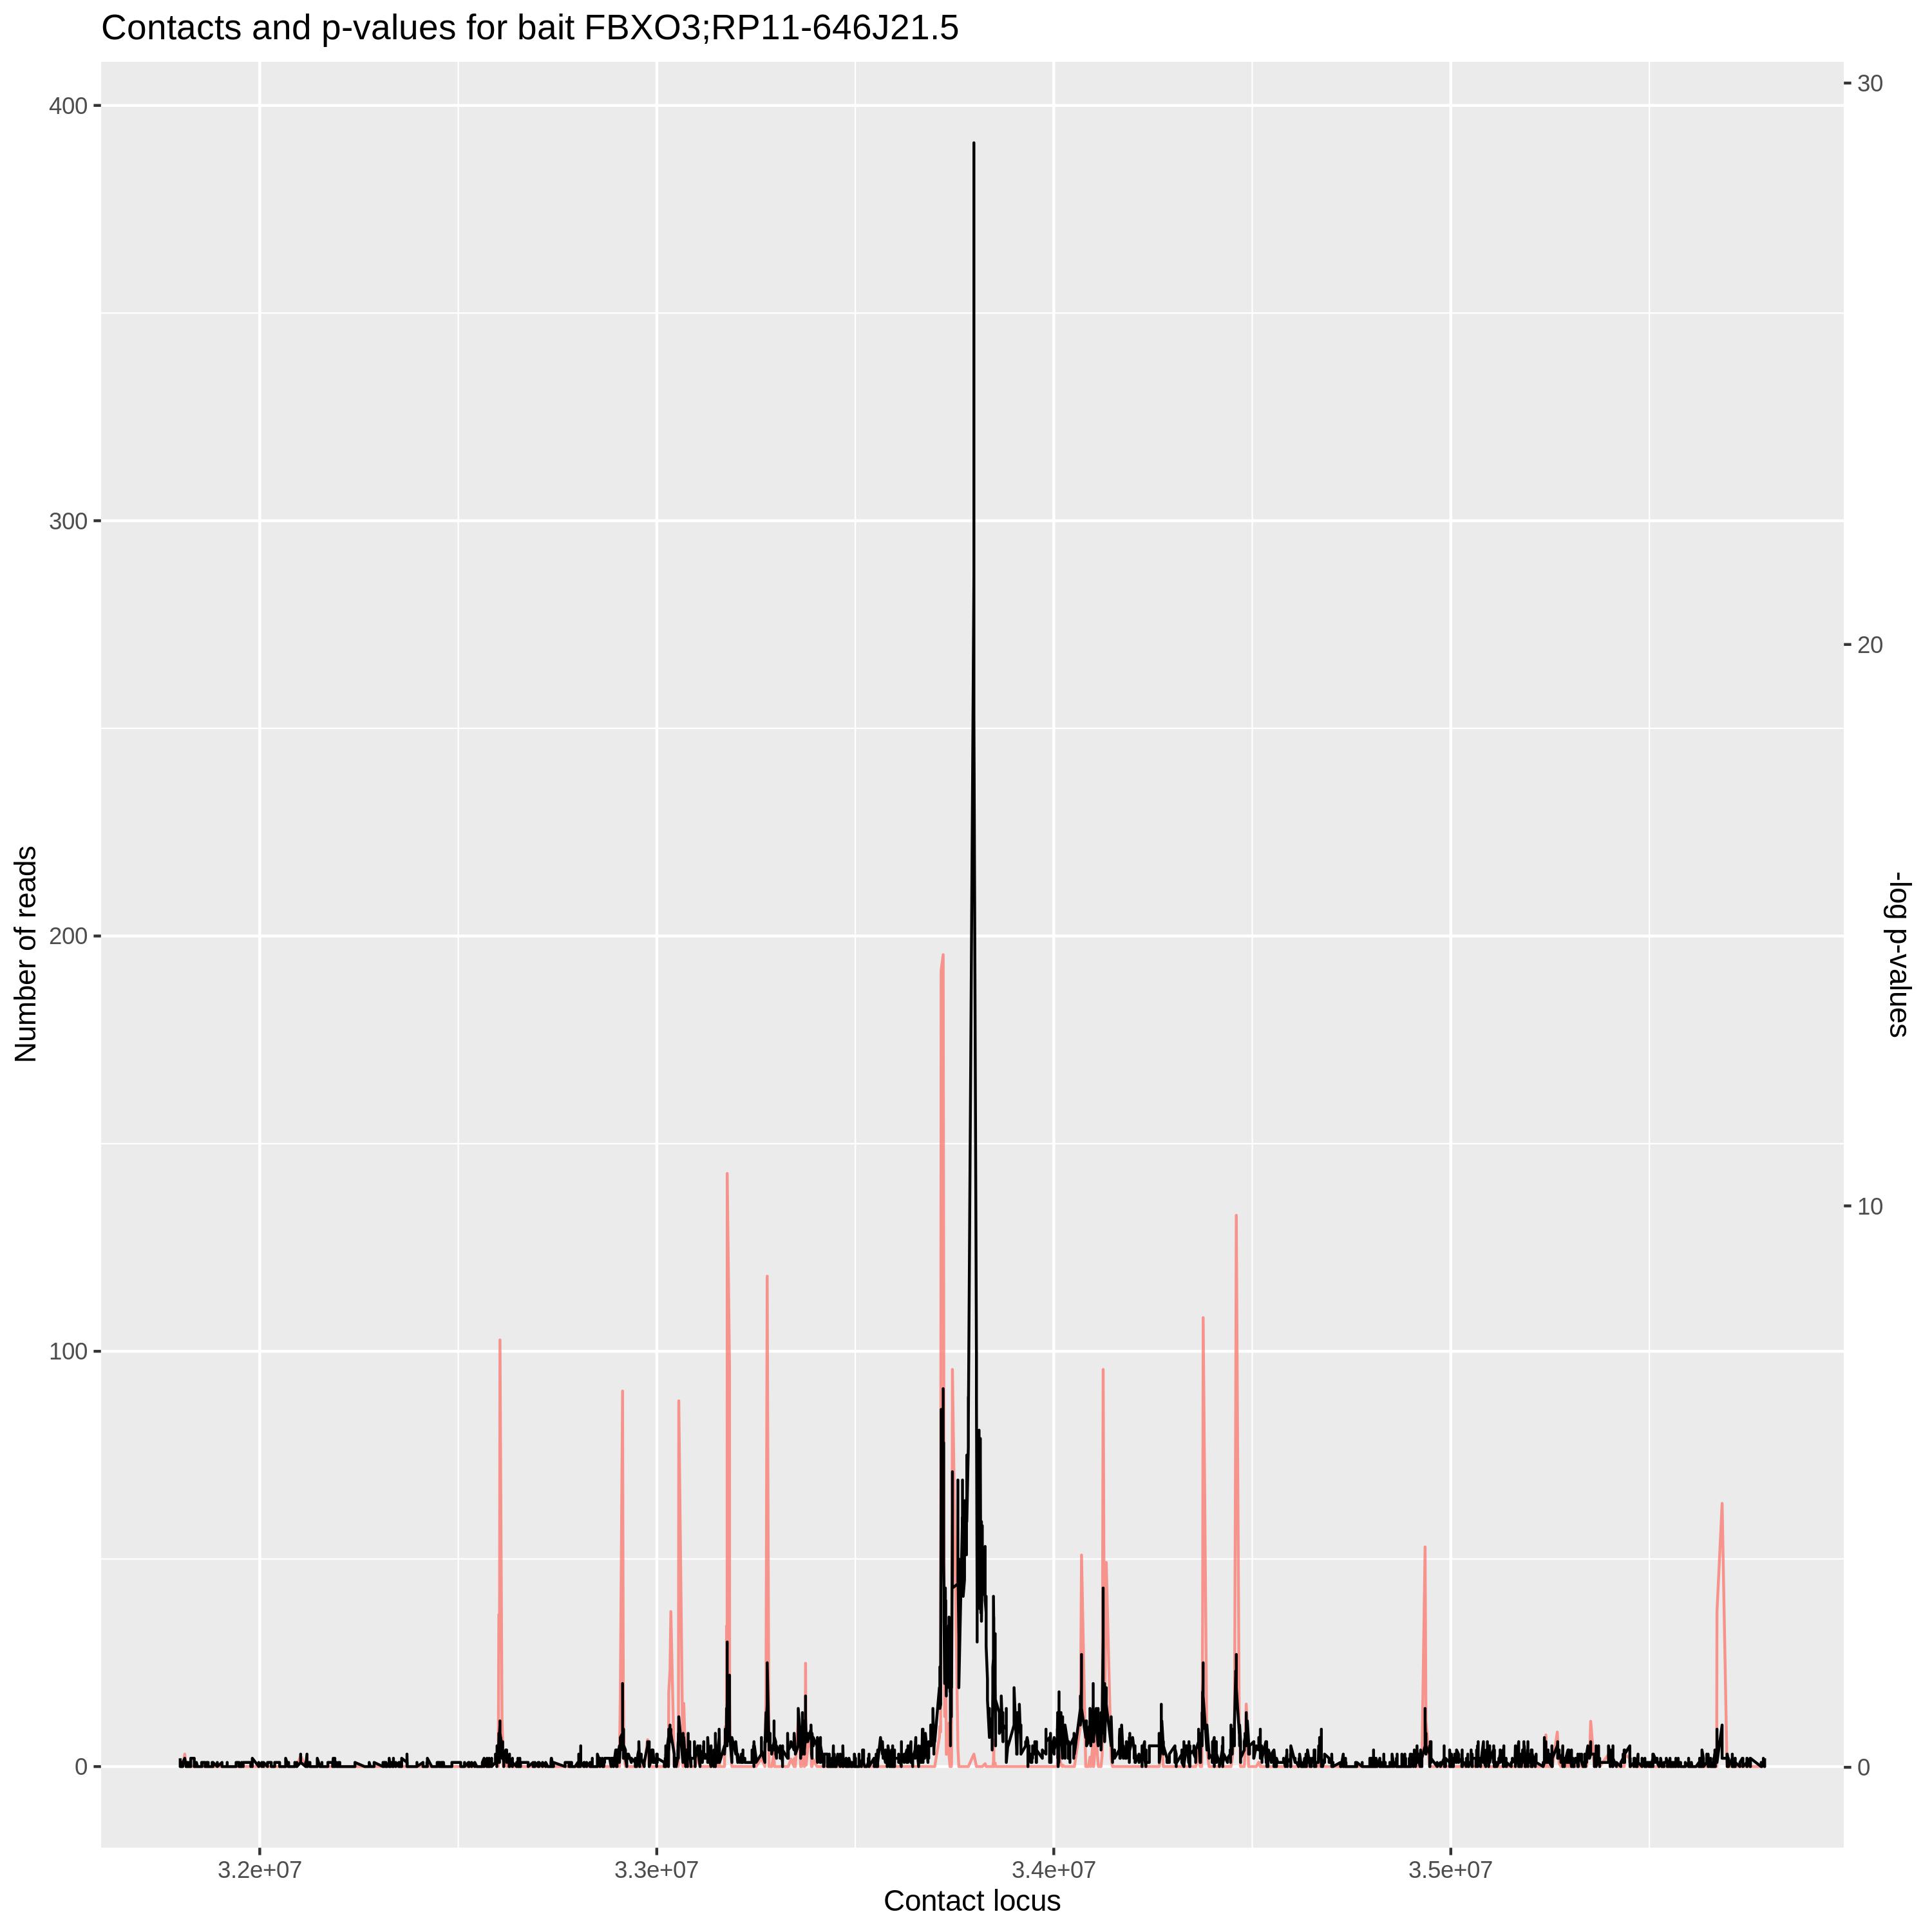 Contacts and p-values for bait FBXO3;RP11-646J21.5
400
300
200
100
0
Number of reads
30
20
10
0
-log p-values
3.2e+07
3.3e+07
3.4e+07
3.5e+07
Contact locus